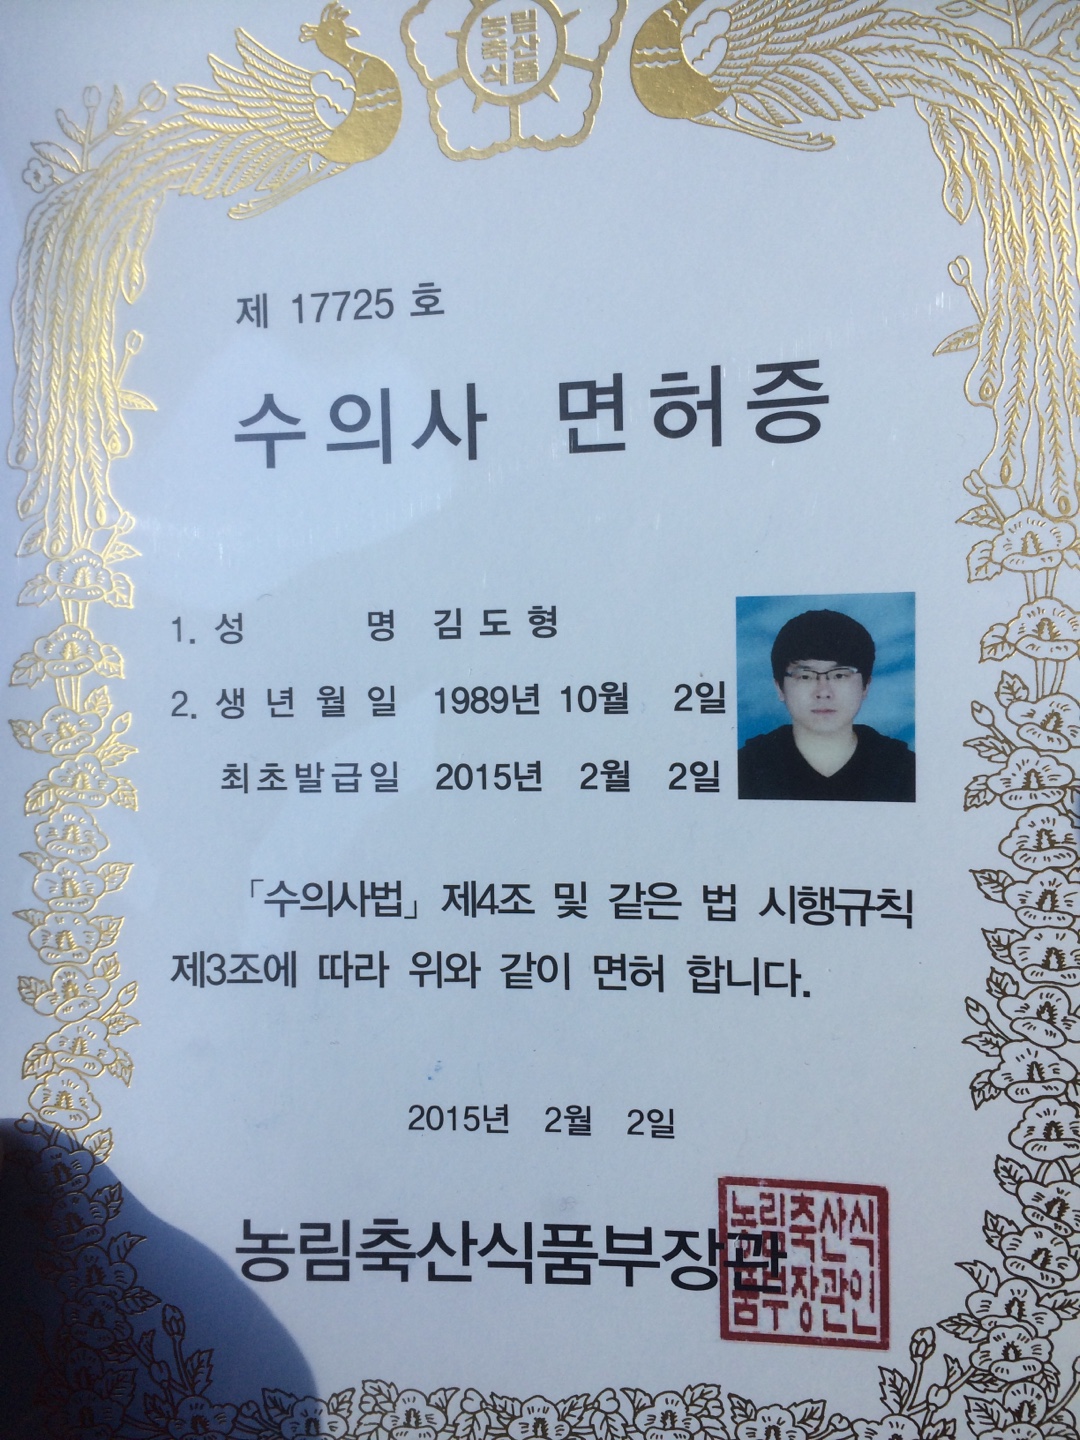 농림
축산
식품
제 17725 호
수의사 면허증
1. 성 명 김도형
2. 생년월일 1989년 10월 2일
최초발급일 2015년 2월 2일
「수의사법」 제4조 및 같은 법 시행규칙
제3조에 따라 위와 같이 면허 합니다.
2015년 2월 2일
농림축산식품부장관
농림축산식
품부장관인